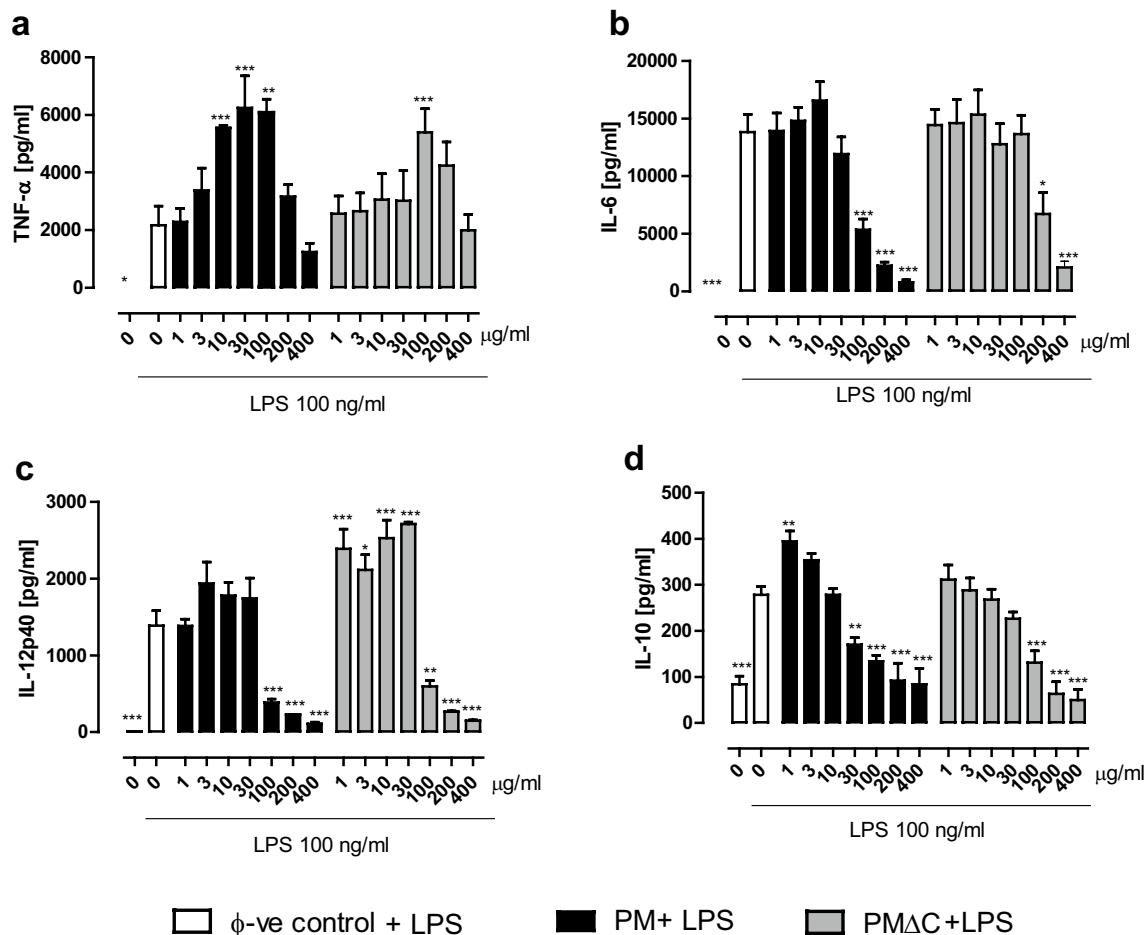 a
TNF-α [pg/ml]
8000
6000
4000
2000
0
*
***
***
**
***
0 0 1 3 10 30 100 200 400 1 3 10 30 100 200 400 μg/ml
LPS 100 ng/ml
b
IL-6 [pg/ml]
20000
15000
10000
5000
0
***
***
***
***
*
***
0 0 1 3 10 30 100 200 400 1 3 10 30 100 200 400 μg/ml
LPS 100 ng/ml
c
IL-12p40 [pg/ml]
3000
2000
1000
0
***
***
***
***
***
*
***
***
**
***
***
0 0 1 3 10 30 100 200 400 1 3 10 30 100 200 400 μg/ml
LPS 100 ng/ml
d
IL-10 [pg/ml]
500
400
300
200
100
0
***
**
**
***
***
***
***
***
***
0 0 1 3 10 30 100 200 400 1 3 10 30 100 200 400 μg/ml
LPS 100 ng/ml
ϕ-ve control + LPS
PM+ LPS
PMΔC+LPS